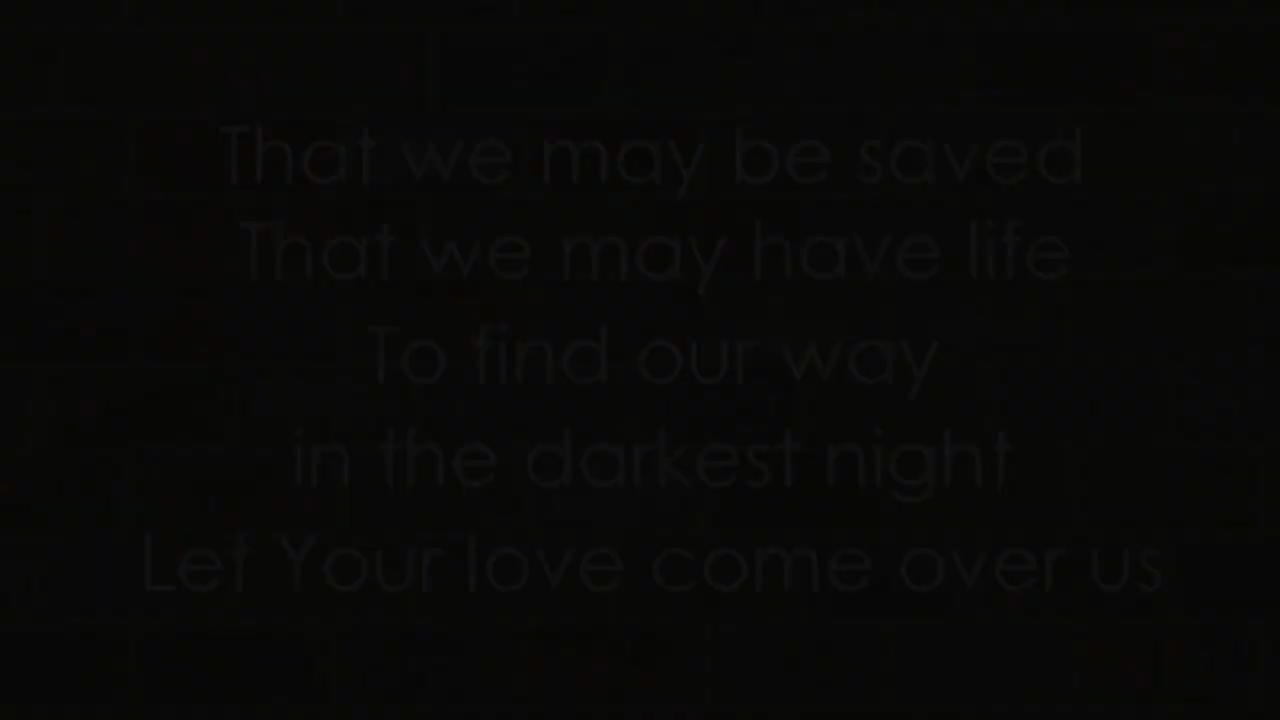 That we may be saved
That we may have life
To find our way
in the darkest night
Let Your love come over us